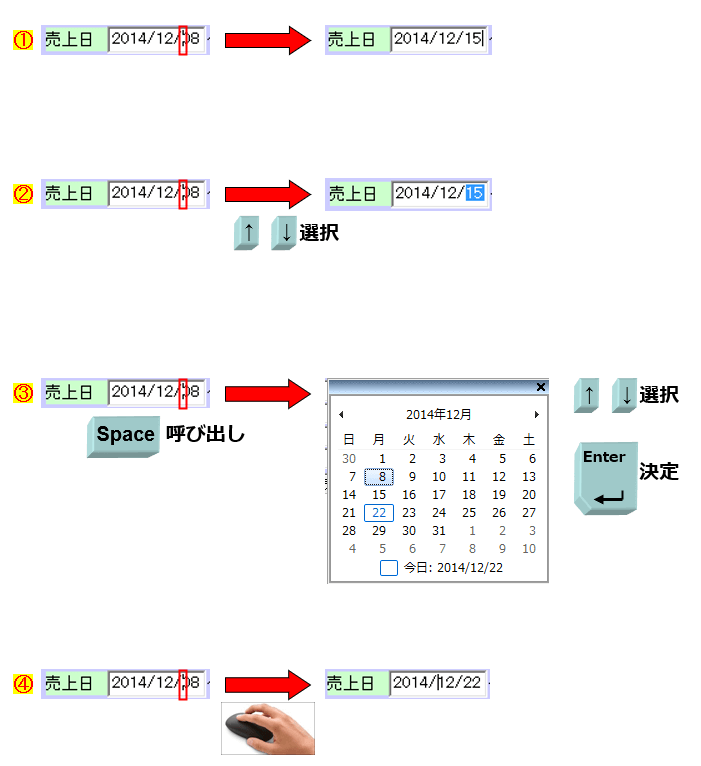 ① 売上日 2014/12/08 売上日 2014/12/15
② 売上日 2014/12/08 売上日 2014/12/15
↑ ↓ 選択
③ 売上日 2014/12/08
Space 呼び出し
2014年12月
日 月 火 水 木 金 土
30 1 2 3 4 5 6
7 8 9 10 11 12 13
14 15 16 17 18 19 20
21 22 23 24 25 26 27
28 29 30 31 1 2 3
4 5 6 7 8 9 10
今日: 2014/12/22
↑ ↓ 選択
Enter 決定
④ 売上日 2014/12/08 売上日 2014/12/22